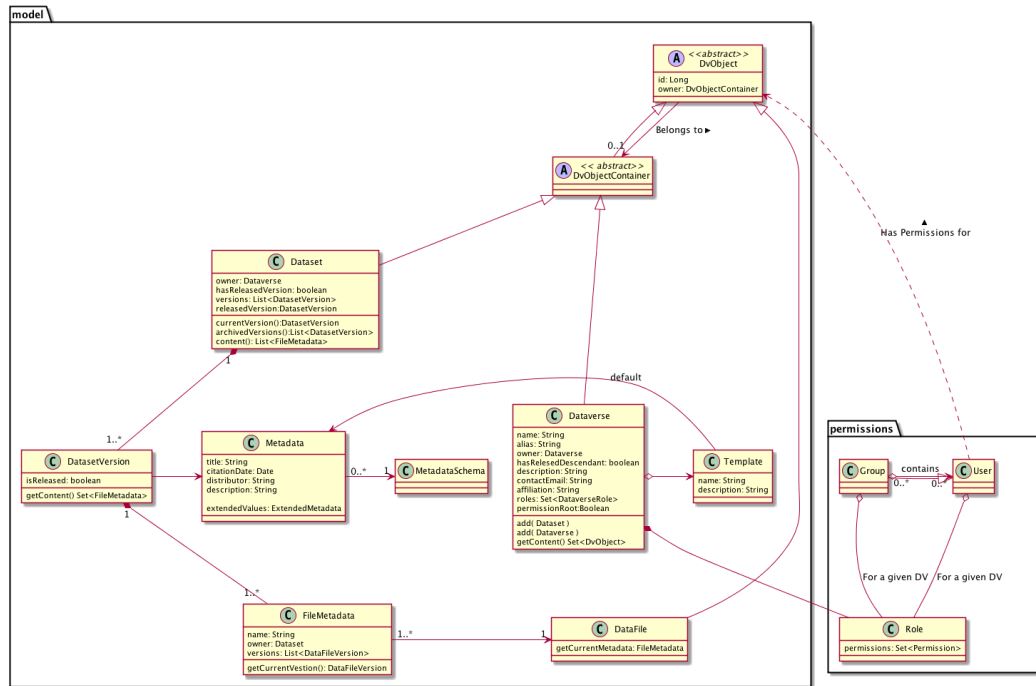 model
A
<<abstract>>
DvObject
id: Long
owner: DvObjectContainer
Belongs to ▶
0..1
A
<< abstract>>
DvObjectContainer
▲
Has Permissions for
C Dataset
owner: Dataverse
hasReleasedVersion: boolean
versions: List<DatasetVersion>
releasedVersion:DatasetVersion
currentVersion():DatasetVersion
archivedVersions():List<DatasetVersion>
content(): List<FileMetadata>
1
1..*
default
C DatasetVersion
isReleased: boolean
getContent() Set<FileMetadata>
1
C Metadata
title: String
citationDate: Date
distributor: String
description: String
extendedValues: ExtendedMetadata
0..*
1
C MetadataSchema
C Dataverse
name: String
alias: String
owner: Dataverse
hasRelesedDescendant: boolean
description: String
contactEmail: String
affiliation: String
roles: Set<DataverseRole>
permissionRoot:Boolean
add( Dataset )
add( Dataverse )
getContent() Set<DvObject>
C Template
name: String
description: String
permissions
C Group
contains
0..*
0..*
C User
For a given DV
For a given DV
1..*
C FileMetadata
name: String
owner: Dataset
versions: List<DataFileVersion>
getCurrentVestion(): DataFileVersion
1..*
1
C DataFile
getCurrentMetadata: FileMetadata
C Role
permissions: Set<Permission>